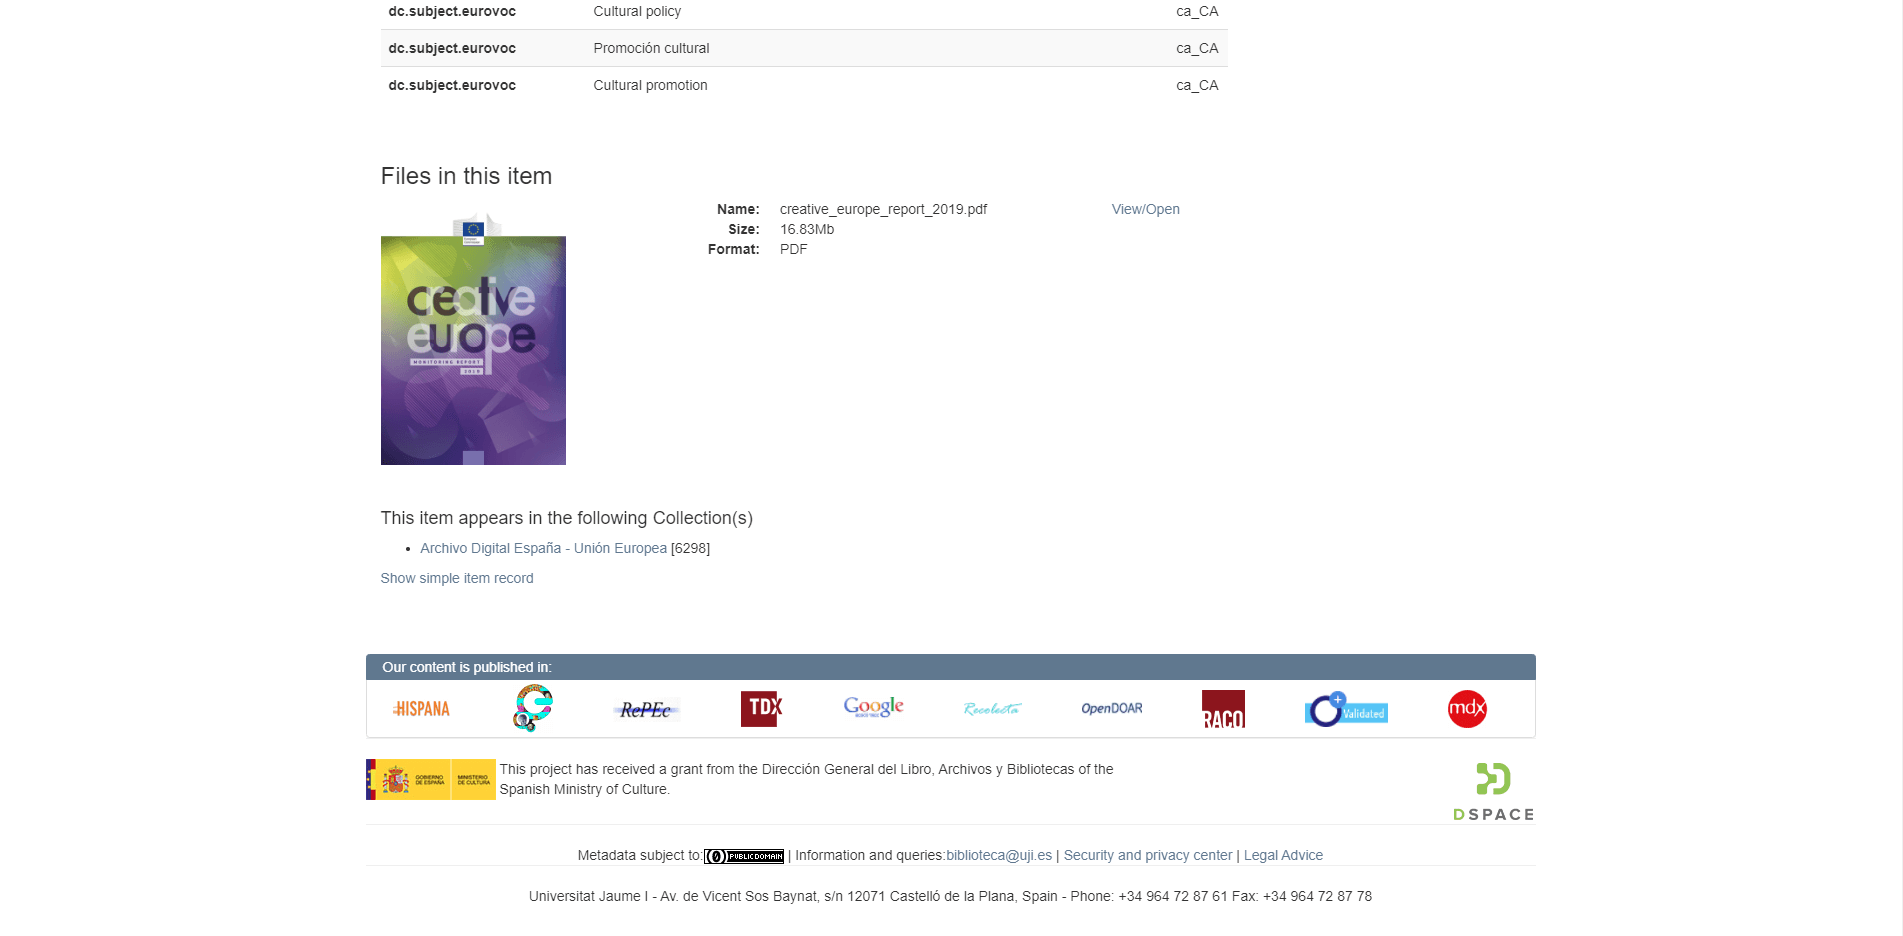 dc.subject.eurovoc Cultural policy ca_CA
dc.subject.eurovoc Promoción cultural ca_CA
dc.subject.eurovoc Cultural promotion ca_CA
Files in this item
creative
europe
MONITORING REPORT
2019
Name: creative_europe_report_2019.pdf View/Open
Size: 16.83Mb
Format: PDF
This item appears in the following Collection(s)
Archivo Digital España - Unión Europea [6298]
Show simple item record
Our content is published in:
HISPANA RePEc TDX Google Recolecta OpenDOAR RACO Validated mdx
GOBIERNO DE ESPAÑA MINISTERIO DE CULTURA
This project has received a grant from the Dirección General del Libro, Archivos y Bibliotecas of the
Spanish Ministry of Culture.
DSPACE
Metadata subject to: PUBLIC DOMAIN | Information and queries:biblioteca@uji.es | Security and privacy center | Legal Advice
Universitat Jaume I - Av. de Vicent Sos Baynat, s/n 12071 Castelló de la Plana, Spain - Phone: +34 964 72 87 61 Fax: +34 964 72 87 78